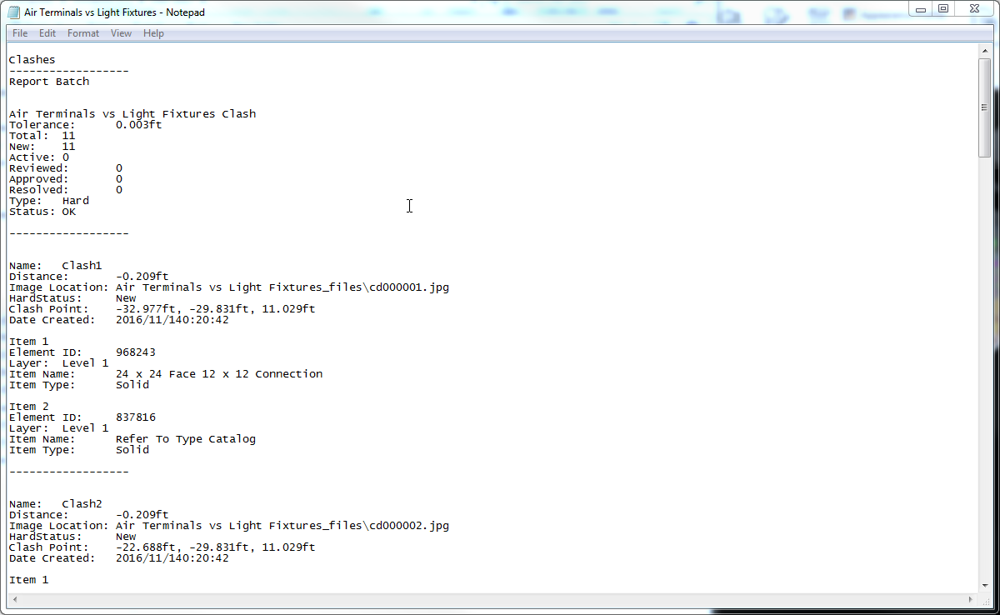 Air Terminals vs Light Fixtures - Notepad
File Edit Format View Help
Clashes
------------------
Report Batch
Air Terminals vs Light Fixtures Clash
Tolerance: 0.003ft
Total: 11
New: 11
Active: 0
Reviewed: 0
Approved: 0
Resolved: 0
Type: Hard
Status: OK
------------------
Name: Clash1
Distance: -0.209ft
Image Location: Air Terminals vs Light Fixtures_files\cd000001.jpg
HardStatus: New
Clash Point: -32.977ft, -29.831ft, 11.029ft
Date Created: 2016/11/140:20:42
Item 1
Element ID: 968243
Layer: Level 1
Item Name: 24 x 24 Face 12 x 12 Connection
Item Type: Solid
Item 2
Element ID: 837816
Layer: Level 1
Item Name: Refer To Type Catalog
Item Type: Solid
------------------
Name: Clash2
Distance: -0.209ft
Image Location: Air Terminals vs Light Fixtures_files\cd000002.jpg
HardStatus: New
Clash Point: -22.688ft, -29.831ft, 11.029ft
Date Created: 2016/11/140:20:42
Item 1